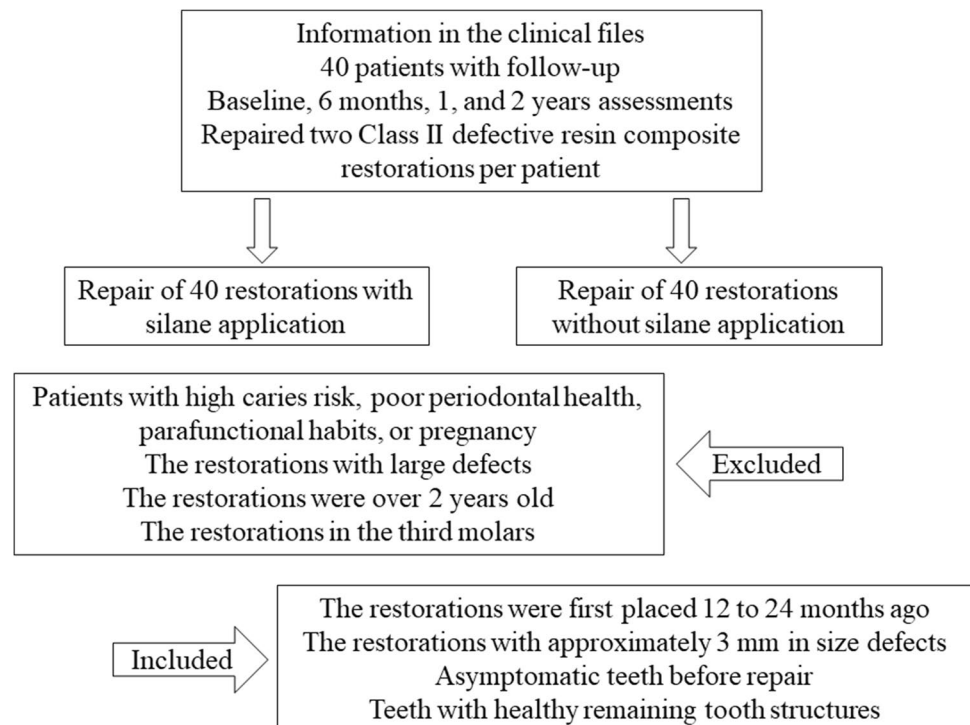 Information in the clinical files
40 patients with follow-up
Baseline, 6 months, 1, and 2 years assessments
Repaired two Class II defective resin composite
restorations per patient
Repair of 40 restorations with
silane application
Repair of 40 restorations
without silane application
Patients with high caries risk, poor periodontal health,
parafunctional habits, or pregnancy
The restorations with large defects
The restorations were over 2 years old
The restorations in the third molars
Excluded
The restorations were first placed 12 to 24 months ago
The restorations with approximately 3 mm in size defects
Asymptomatic teeth before repair
Teeth with healthy remaining tooth structures
Included